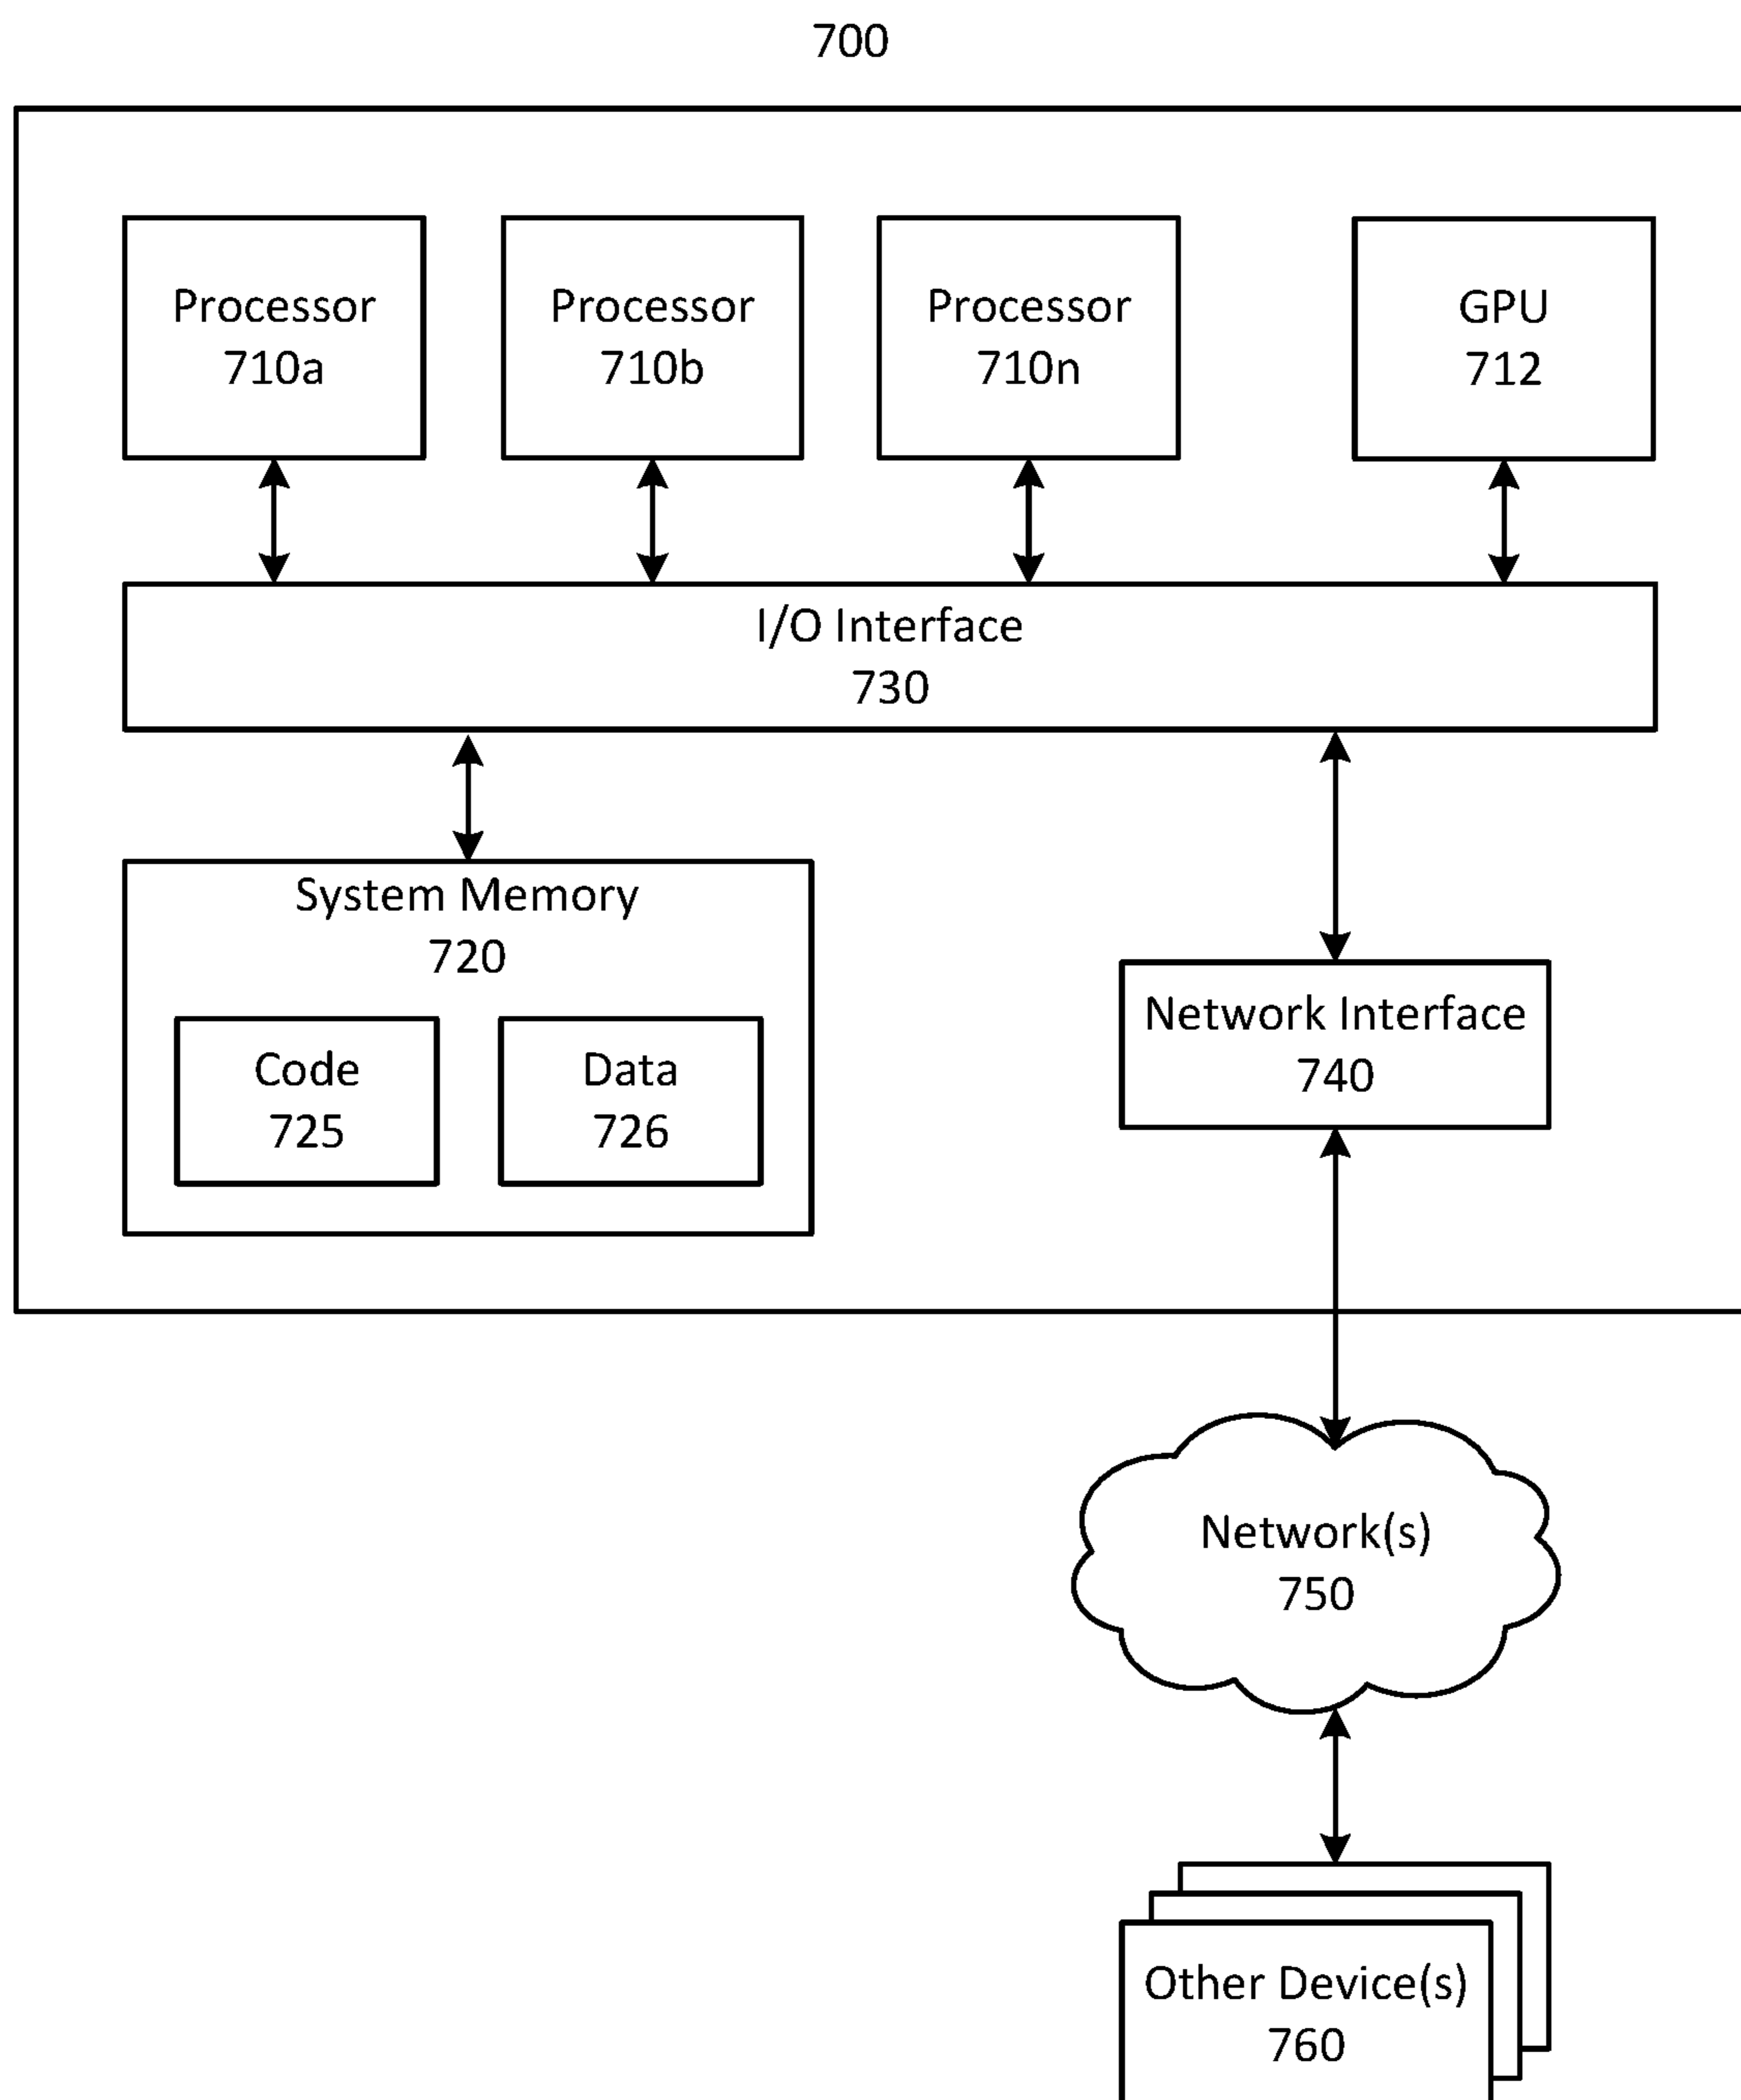 700
Processor
710a
Processor
710b
Processor
710n
GPU
712
I/O Interface
730
System Memory
720
Code
725
Data
726
Network Interface
740
Network(s)
750
Other Device(s)
760